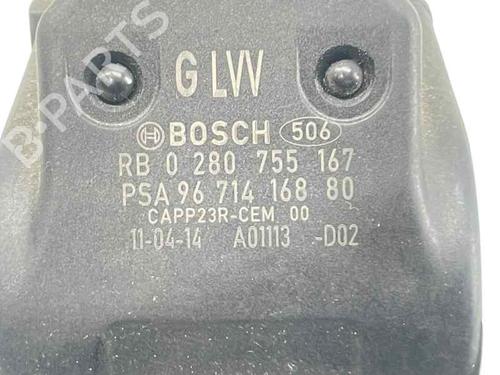 G LVV
BOSCH 506
RB 0 280 755 167
PSA 96 714 168 80
CAPP23R-CEM 00
11-04-14 A01113 -D02
B-PARTS